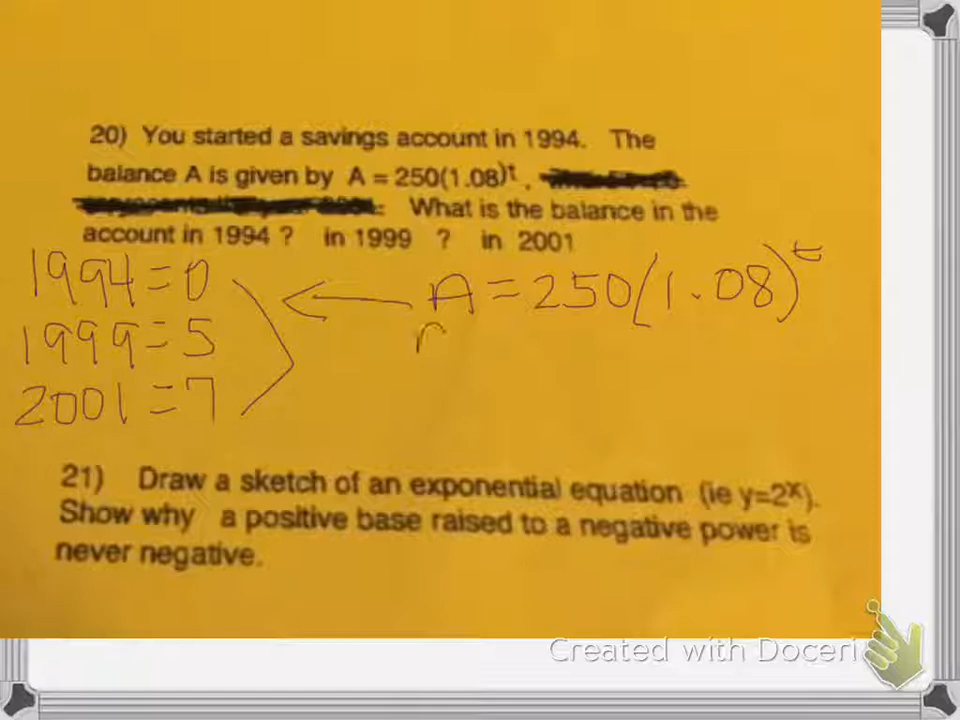 20) You started a savings account in 1994. The
balance A is given by A = 250(1.08)^t.
What is the balance in the
account in 1994 ? in 1999 ? in 2001
1994=0
1999=5
2001=7
A=250(1.08)^t
21) Draw a sketch of an exponential equation (ie y=2^x).
Show why a positive base raised to a negative power is
never negative.
Created with Doceri